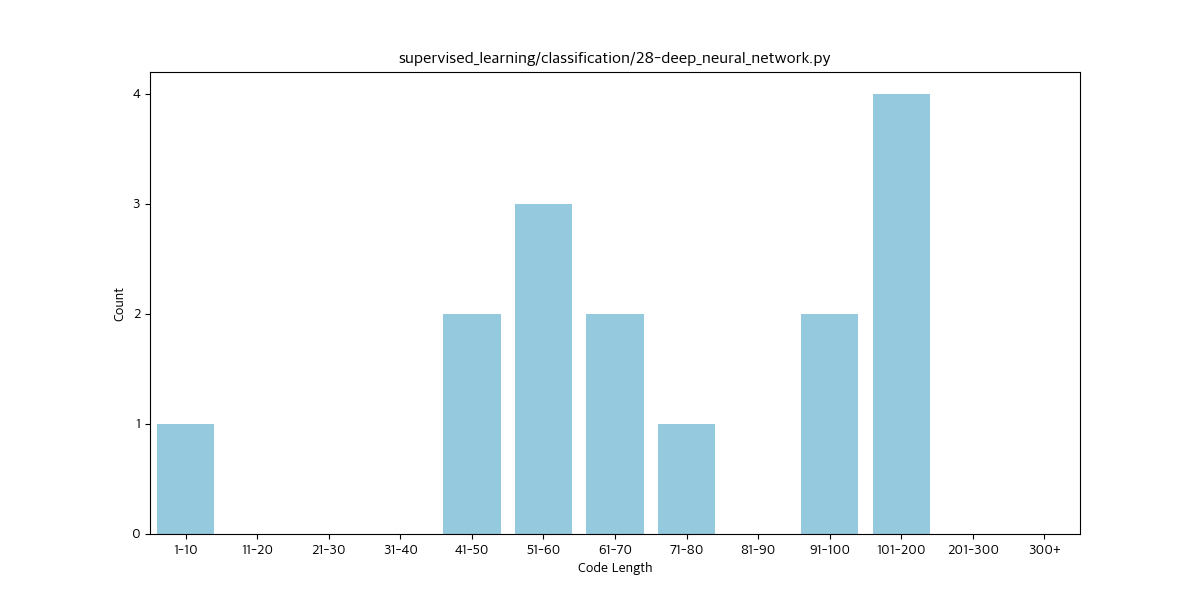 supervised_learning/classification/28-deep_neural_network.py
Count
4
3
2
1
0
1-10 11-20 21-30 31-40 41-50 51-60 61-70 71-80 81-90 91-100 101-200 201-300 300+
Code Length